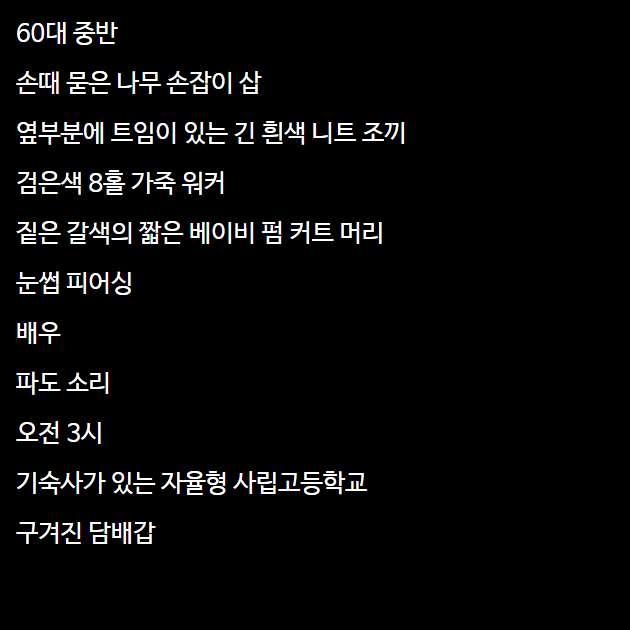 60대 중반
손때 묻은 나무 손잡이 삽
옆부분에 트임이 있는 긴 흰색 니트 조끼
검은색 8홀 가죽 워커
짙은 갈색의 짧은 베이비 펌 커트 머리
눈썹 피어싱
배우
파도 소리
오전 3시
기숙사가 있는 자율형 사립고등학교
구겨진 담배갑